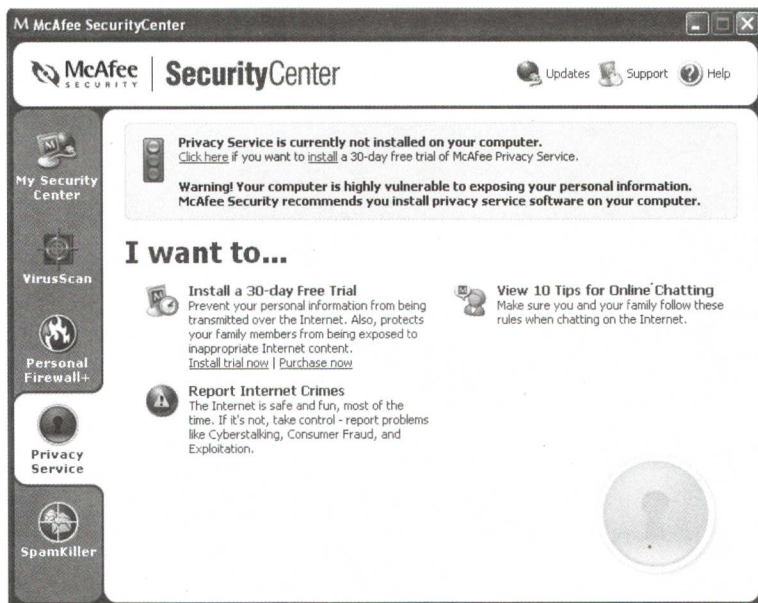 M McAfee SecurityCenter
McAfee SECURITY | SecurityCenter
Updates Support Help
My Security Center
VirusScan
Personal Firewall+
Privacy Service
SpamKiller
Privacy Service is currently not installed on your computer.
Click here if you want to install a 30-day free trial of McAfee Privacy Service.
Warning! Your computer is highly vulnerable to exposing your personal information.
McAfee Security recommends you install privacy service software on your computer.
I want to...
Install a 30-day Free Trial
Prevent your personal information from being
transmitted over the Internet. Also, protects
your family members from being exposed to
inappropriate Internet content.
Install trial now | Purchase now
Report Internet Crimes
The Internet is safe and fun, most of the
time. If it's not, take control - report problems
like Cyberstalking, Consumer Fraud, and
Exploitation.
View 10 Tips for Online Chatting
Make sure you and your family follow these
rules when chatting on the Internet.